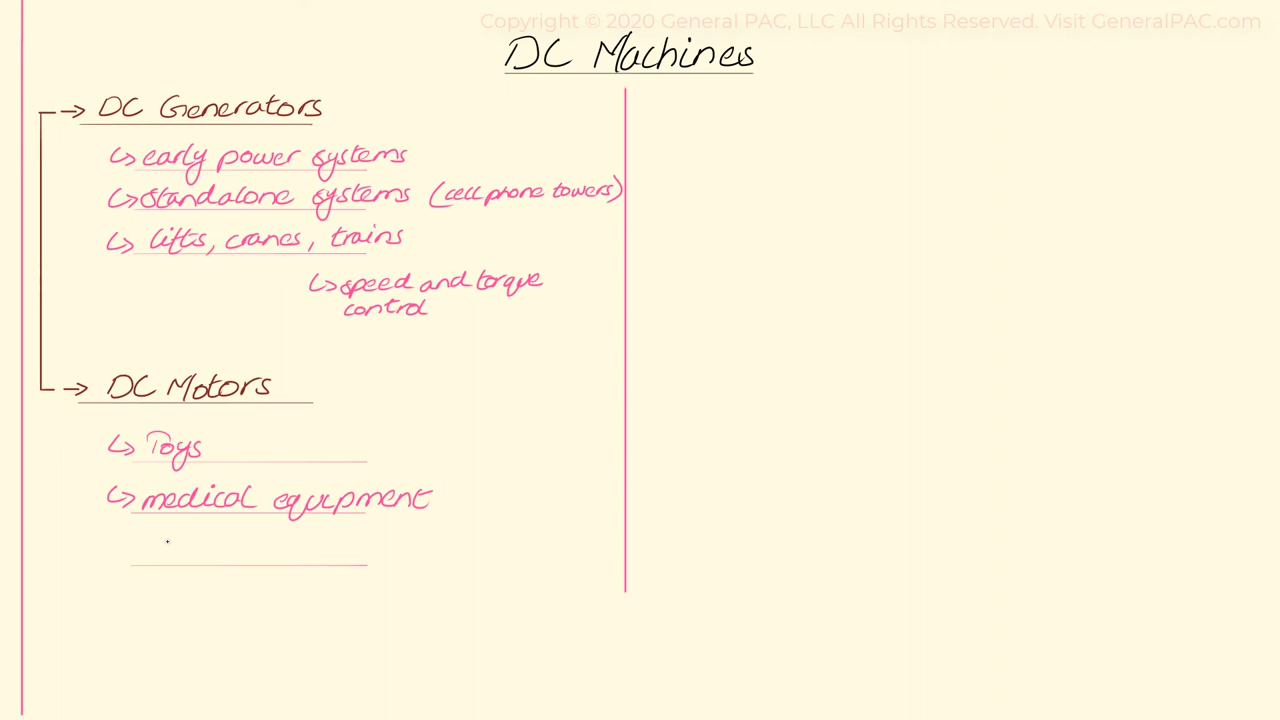 Copyright © 2020 General PAC, LLC All Rights Reserved. Visit GeneralPAC.com
DC Machines
DC Generators
early power systems
standalone systems (cell phone towers)
lifts, cranes, trains
speed and torque
control
DC Motors
Toys
medical equipment